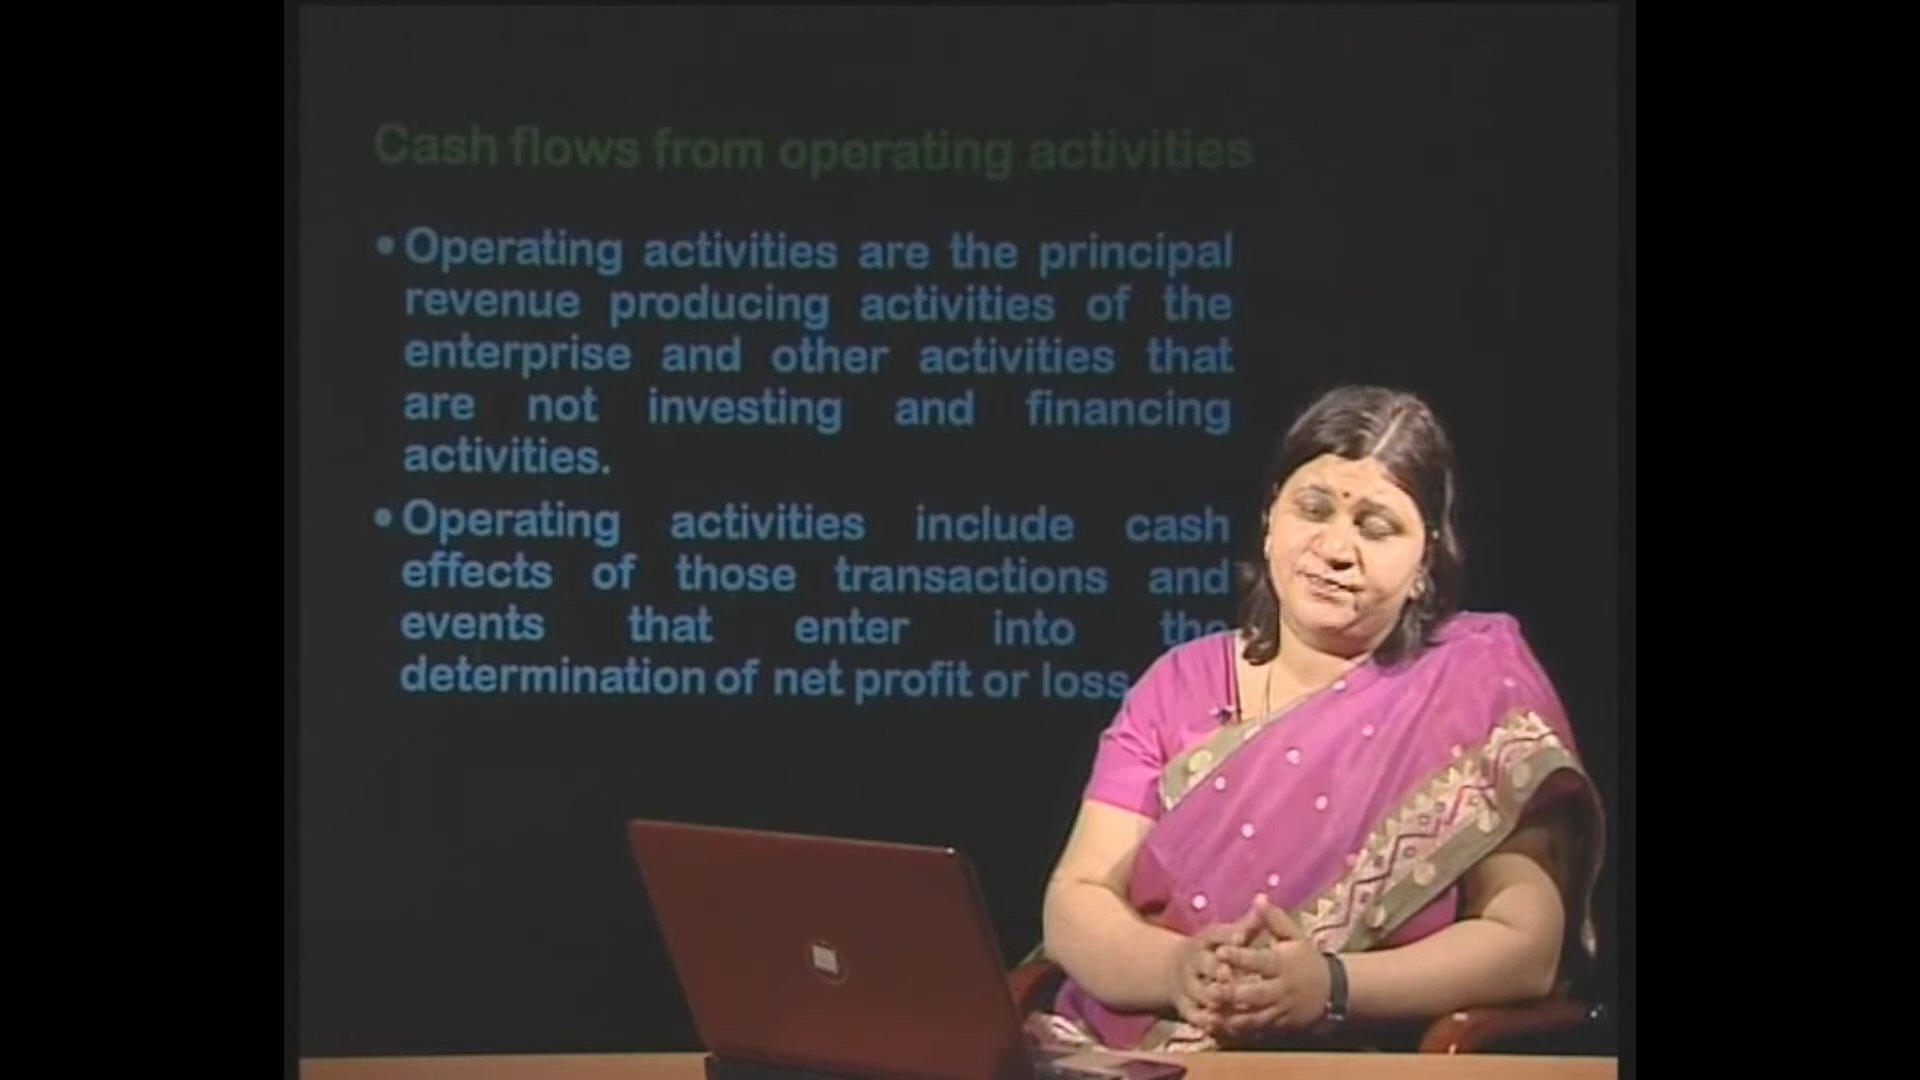 Cash flows from operating activities
• Operating activities are the principal
revenue producing activities of the
enterprise and other activities that
are not investing and financing
activities.
• Operating activities include cash
effects of those transactions and
events that enter into the
determination of net profit or loss